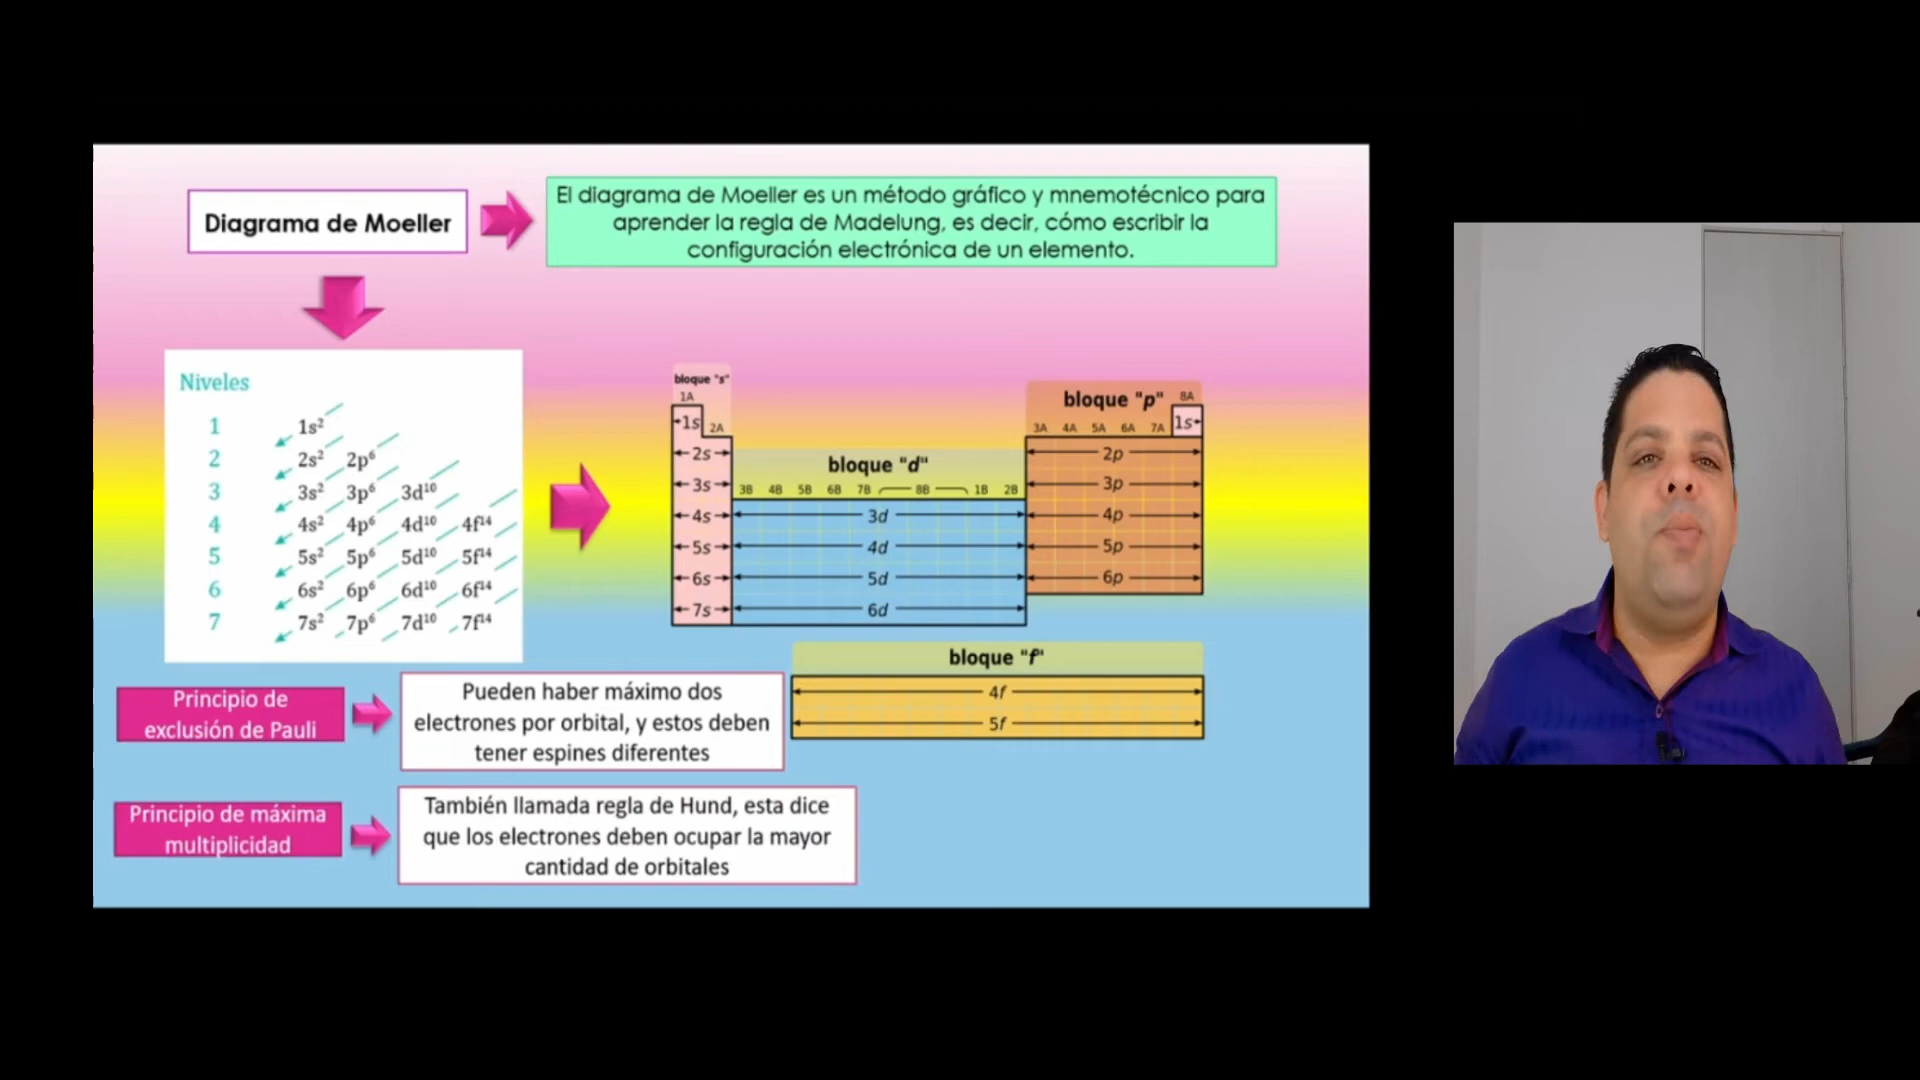 Diagrama de Moeller
El diagrama de Moeller es un método gráfico y mnemotécnico para
aprender la regla de Madelung, es decir, cómo escribir la
configuración electrónica de un elemento.
Niveles
1 1s² 
2 2s² 2p⁶
3 3s² 3p⁶ 3d¹⁰
4 4s² 4p⁶ 4d¹⁰ 4f¹⁴
5 5s² 5p⁶ 5d¹⁰ 5f¹⁴
6 6s² 6p⁶ 6d¹⁰ 6f¹⁴
7 7s² 7p⁶ 7d¹⁰ 7f¹⁴
bloque "s"
1A
1s
2A
2s
3s
4s
5s
6s
7s
bloque "d"
3B 4B 5B 6B 7B 8B 1B 2B
3d
4d
5d
6d
bloque "p"
8A
3A 4A 5A 6A 7A
1s
2p
3p
4p
5p
6p
bloque "f"
4f
5f
Principio de
exclusión de Pauli
Pueden haber máximo dos
electrones por orbital, y estos deben
tener espines diferentes
Principio de máxima
multiplicidad
También llamada regla de Hund, esta dice
que los electrones deben ocupar la mayor
cantidad de orbitales